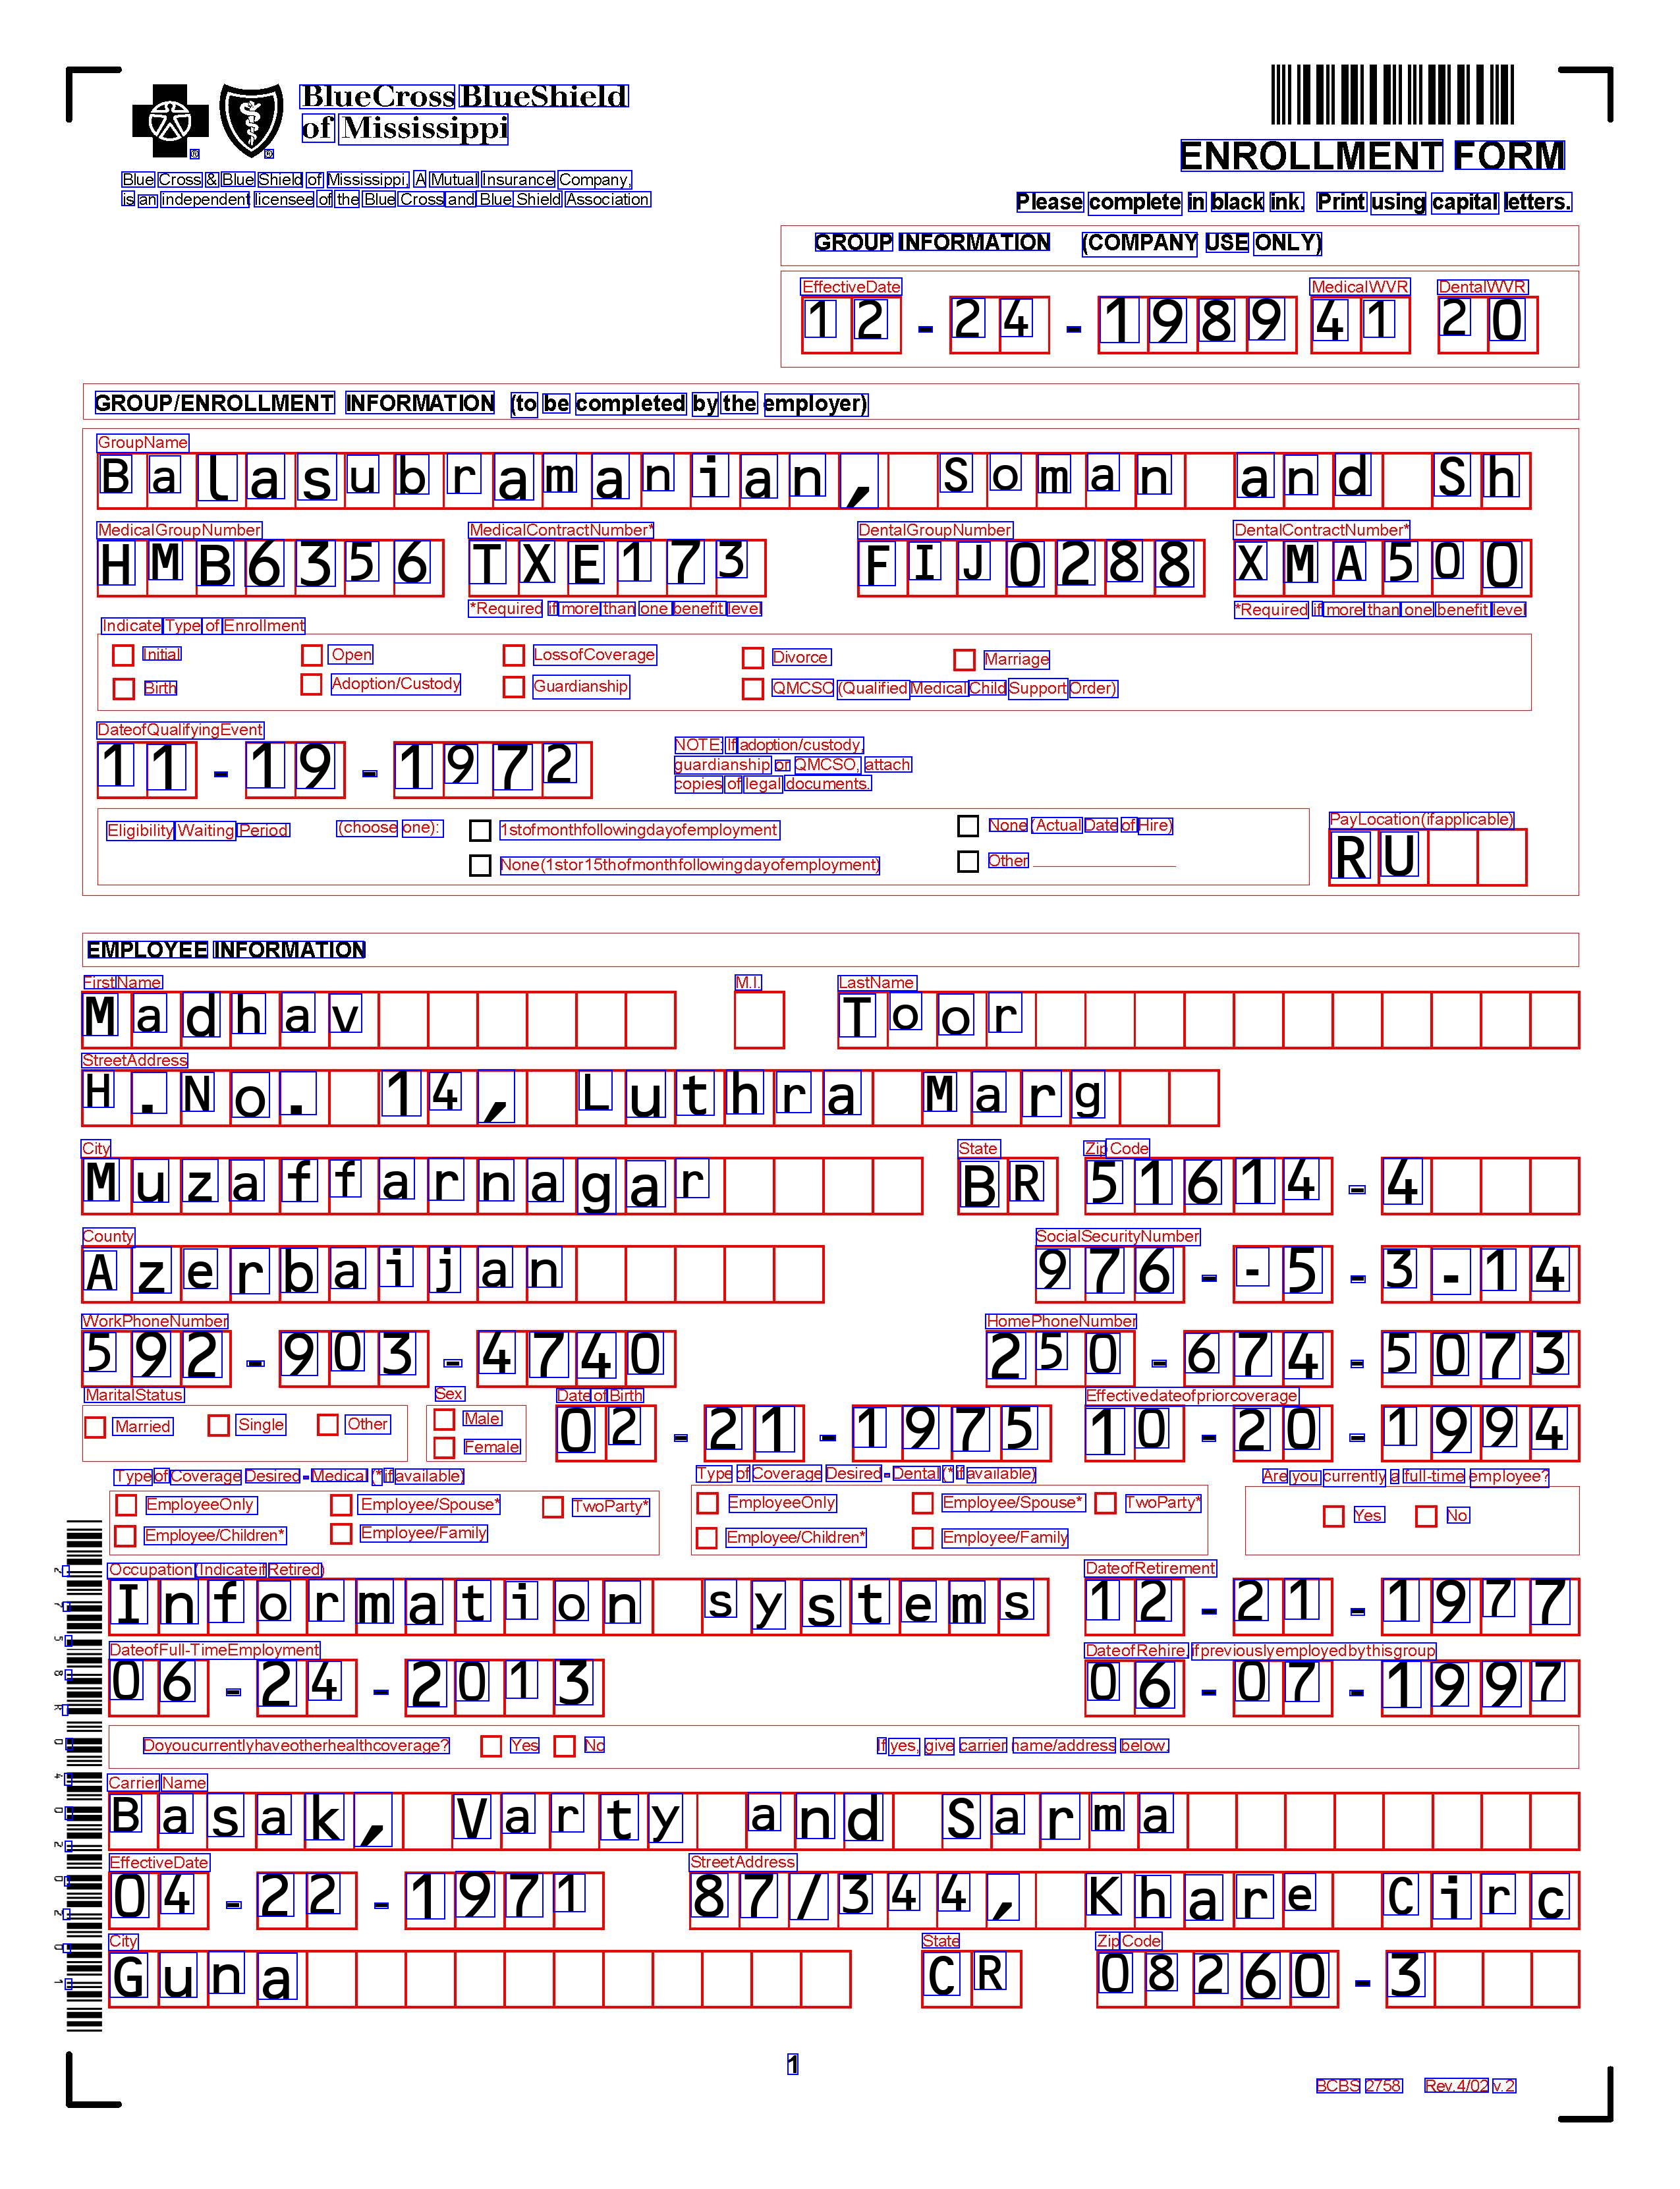 BlueCross BlueShield
of Mississippi
® ®
Blue Cross & Blue Shield of Mississippi, A Mutual Insurance Company,
is an independent licensee of the Blue Cross and Blue Shield Association
ENROLLMENT FORM
Please complete in black ink. Print using capital letters.
GROUP INFORMATION (COMPANY USE ONLY)
EffectiveDate MedicalWVR DentalWVR
12-24-1989 41 20
GROUP/ENROLLMENT INFORMATION (to be completed by the employer)
GroupName
Balasubramanian, Soman and Sh
MedicalGroupNumber MedicalContractNumber* DentalGroupNumber DentalContractNumber*
HMB6356 TXE173 FIJ0288 XMA500
*Required if more than one benefit level *Required if more than one benefit level
Indicate Type of Enrollment
Initial Open LossofCoverage Divorce Marriage
Birth Adoption/Custody Guardianship QMCSO (Qualified Medical Child Support Order)
DateofQualifyingEvent
11-19-1972
NOTE: If adoption/custody,
guardianship or QMCSO, attach
copies of legal documents.
Eligibility Waiting Period (choose one): 1stofmonthfollowingdayofemployment None (Actual Date of Hire)
None(1stor15thofmonthfollowingdayofemployment) Other
PayLocation(ifapplicable)
RU
EMPLOYEE INFORMATION
FirstName M.I. LastName
Madhav Toor
StreetAddress
H.No. 14, Luthra Marg
City State Zip Code
Muzaffarnagar BR 51614-4
County SocialSecurityNumber
Azerbaijan 976--5-3-14
WorkPhoneNumber HomePhoneNumber
592-903-4740 250-674-5073
MaritalStatus Sex Date of Birth Effectivedateofpriorcoverage
Married Single Other Male 02-21-1975 10-20-1994
Female
Type of Coverage Desired - Medical (* if available) Type of Coverage Desired - Dental (* if available) Are you currently a full-time employee?
EmployeeOnly Employee/Spouse* TwoParty* EmployeeOnly Employee/Spouse* TwoParty* Yes No
Employee/Children* Employee/Family Employee/Children* Employee/Family
Occupation (IndicateifRetired) DateofRetirement
Information systems 12-21-1977
DateofFull-TimeEmployment DateofRehire, ifpreviouslyemployedbythisgroup
06-24-2013 06-07-1997
Doyoucurrentlyhaveotherhealthcoverage? Yes No If yes, give carrier name/address below.
Carrier Name
Basak, Varty and Sarma
EffectiveDate StreetAddress
04-22-1971 87/344, Khare Circ
City State Zip Code
Guna CR 08260-3
1
BCBS 2758 Rev.4/02 v.2